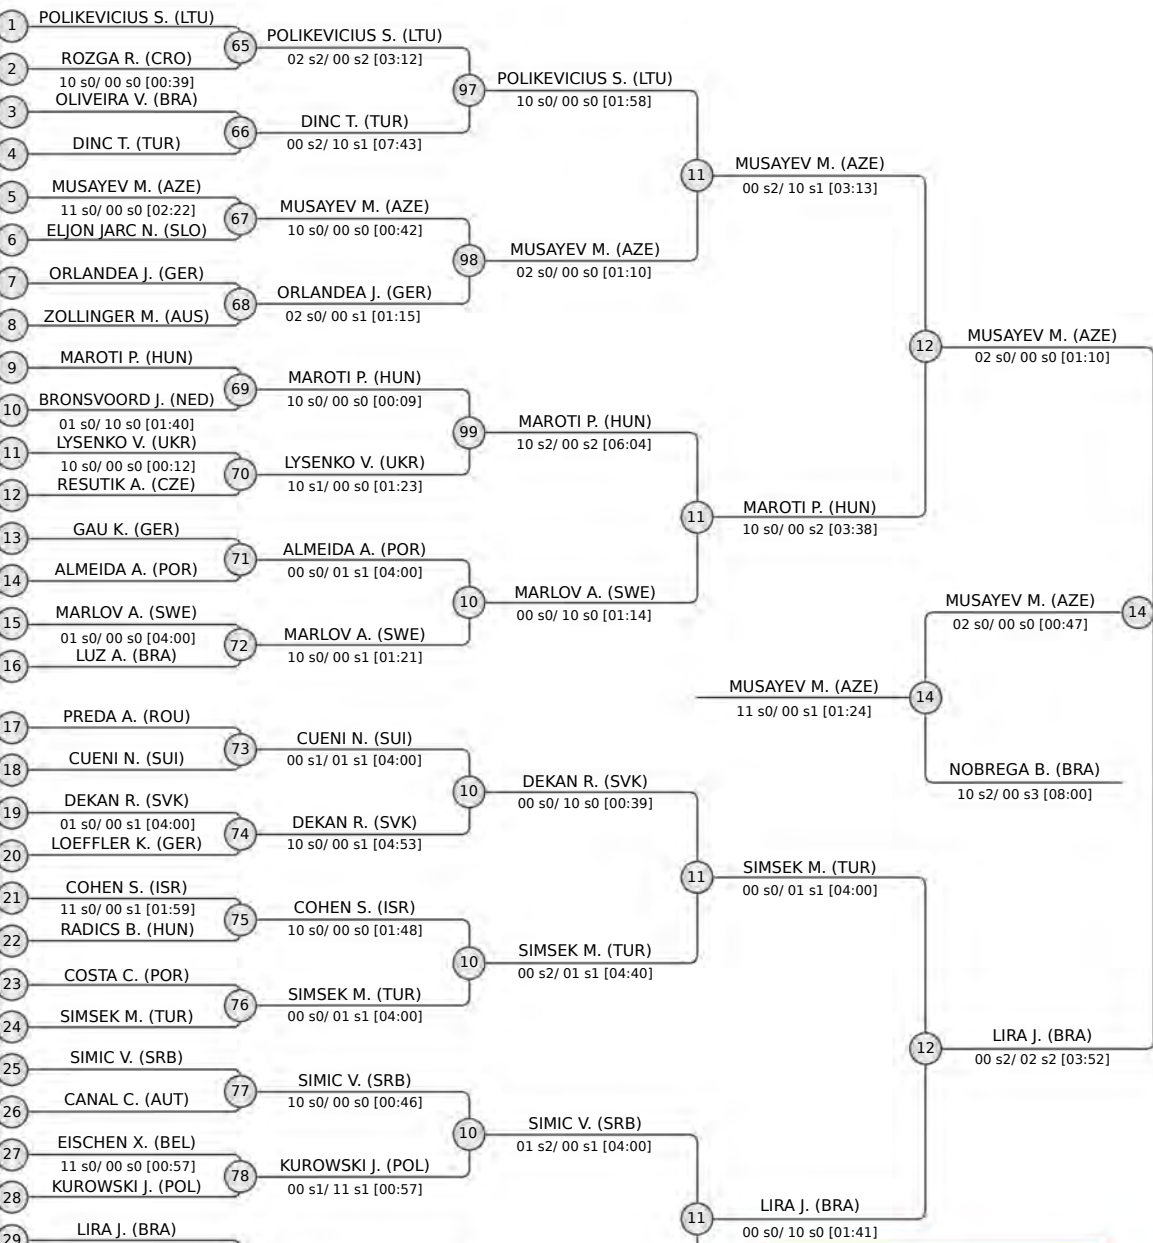 1
POLIKEVICIUS S. (LTU)
2
ROZGA R. (CRO)
10 s0/ 00 s0 [00:39]
3
OLIVEIRA V. (BRA)
4
DINC T. (TUR)
5
MUSAYEV M. (AZE)
11 s0/ 00 s0 [02:22]
6
ELJON JARC N. (SLO)
7
ORLANDEA J. (GER)
8
ZOLLINGER M. (AUS)
9
MAROTI P. (HUN)
10
BRONSVOORD J. (NED)
01 s0/ 10 s0 [01:40]
11
LYSENKO V. (UKR)
10 s0/ 00 s0 [00:12]
12
RESUTIK A. (CZE)
13
GAU K. (GER)
14
ALMEIDA A. (POR)
15
MARLOV A. (SWE)
01 s0/ 00 s0 [04:00]
16
LUZ A. (BRA)
17
PREDA A. (ROU)
18
CUENI N. (SUI)
19
DEKAN R. (SVK)
01 s0/ 00 s1 [04:00]
20
LOEFFLER K. (GER)
21
COHEN S. (ISR)
11 s0/ 00 s1 [01:59]
22
RADICS B. (HUN)
23
COSTA C. (POR)
24
SIMSEK M. (TUR)
25
SIMIC V. (SRB)
26
CANAL C. (AUT)
27
EISCHEN X. (BEL)
11 s0/ 00 s0 [00:57]
28
KUROWSKI J. (POL)
29
LIRA J. (BRA)
65
POLIKEVICIUS S. (LTU)
02 s2/ 00 s2 [03:12]
66
DINC T. (TUR)
00 s2/ 10 s1 [07:43]
67
MUSAYEV M. (AZE)
10 s0/ 00 s0 [00:42]
68
ORLANDEA J. (GER)
02 s0/ 00 s1 [01:15]
69
MAROTI P. (HUN)
10 s0/ 00 s0 [00:09]
70
LYSENKO V. (UKR)
10 s1/ 00 s0 [01:23]
71
ALMEIDA A. (POR)
00 s0/ 01 s1 [04:00]
72
MARLOV A. (SWE)
10 s0/ 00 s1 [01:21]
73
CUENI N. (SUI)
00 s1/ 01 s1 [04:00]
74
DEKAN R. (SVK)
10 s0/ 00 s1 [04:53]
75
COHEN S. (ISR)
10 s0/ 00 s0 [01:48]
76
SIMSEK M. (TUR)
00 s0/ 01 s1 [04:00]
77
SIMIC V. (SRB)
10 s0/ 00 s0 [00:46]
78
KUROWSKI J. (POL)
00 s1/ 11 s1 [00:57]
97
POLIKEVICIUS S. (LTU)
10 s0/ 00 s0 [01:58]
98
MUSAYEV M. (AZE)
02 s0/ 00 s0 [01:10]
99
MAROTI P. (HUN)
10 s2/ 00 s2 [06:04]
10
MARLOV A. (SWE)
00 s0/ 10 s0 [01:14]
10
DEKAN R. (SVK)
00 s0/ 10 s0 [00:39]
10
SIMSEK M. (TUR)
00 s2/ 01 s1 [04:40]
10
SIMIC V. (SRB)
01 s2/ 00 s1 [04:00]
11
MUSAYEV M. (AZE)
00 s2/ 10 s1 [03:13]
11
MAROTI P. (HUN)
10 s0/ 00 s2 [03:38]
MUSAYEV M. (AZE)
11 s0/ 00 s1 [01:24]
11
SIMSEK M. (TUR)
00 s0/ 01 s1 [04:00]
11
LIRA J. (BRA)
00 s0/ 10 s0 [01:41]
12
MUSAYEV M. (AZE)
02 s0/ 00 s0 [01:10]
14
MUSAYEV M. (AZE)
02 s0/ 00 s0 [00:47]
14
NOBREGA B. (BRA)
10 s2/ 00 s3 [08:00]
12
LIRA J. (BRA)
00 s2/ 02 s2 [03:52]